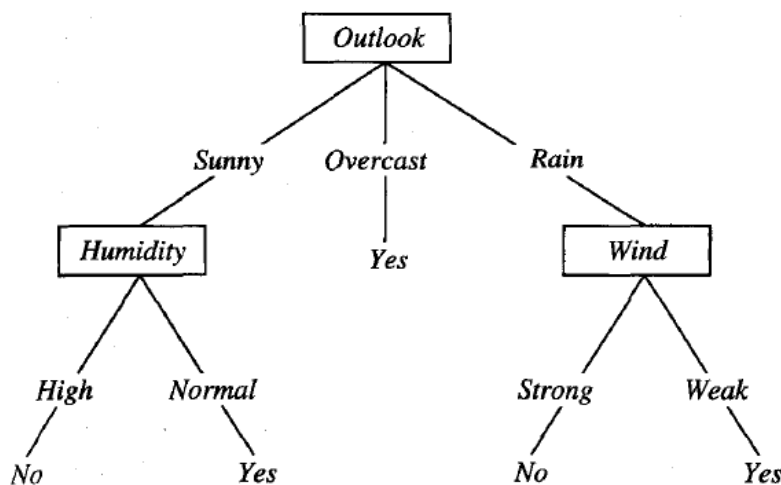 Outlook
Sunny Overcast Rain
Humidity Yes Wind
High Normal Strong Weak
No Yes No Yes